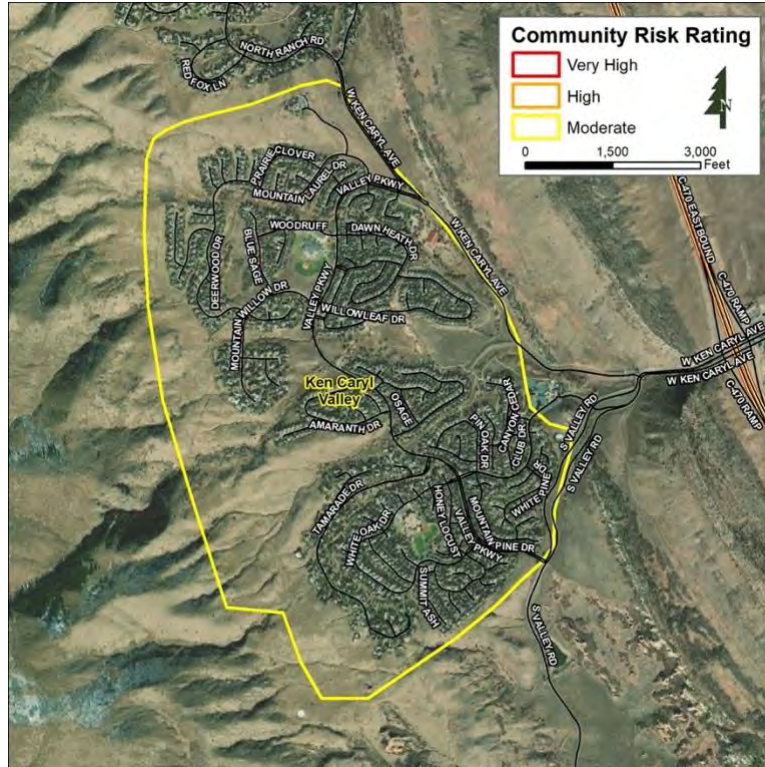 Community Risk Rating
Very High
High
Moderate
N
0 1,500 3,000
Feet
NORTH RANCH RD
RED FOX LN
W KEN CARYL AVE
PRAIRIE CLOVER
MOUNTAIN LAUREL DR
VALLEY PKWY
W KEN CARYL AVE
WOODRUFF
DAWN HEATH DR
DEERWOOD DR
BLUE SAGE
MOUNTAIN WILLOW DR
VALLEY PKWY
WILLOWLEAF DR
C-470 EASTBOUND
C-470 RAMP
W KEN CARYL AVE
W KEN CARYL AVE
C-470 RAMP
Ken Caryl
Valley
OSAGE
AMARANTH DR
PIN OAK DR
CANYON CEDAR
CLUB DR
S VALLEY RD
S VALLEY RD
WHITE PINE DR
TAMARADE DR
WHITE OAK DR
HONEY LOCUST
VALLEY PKWY
MOUNTAIN PINE DR
SUMMIT ASH
S VALLEY RD